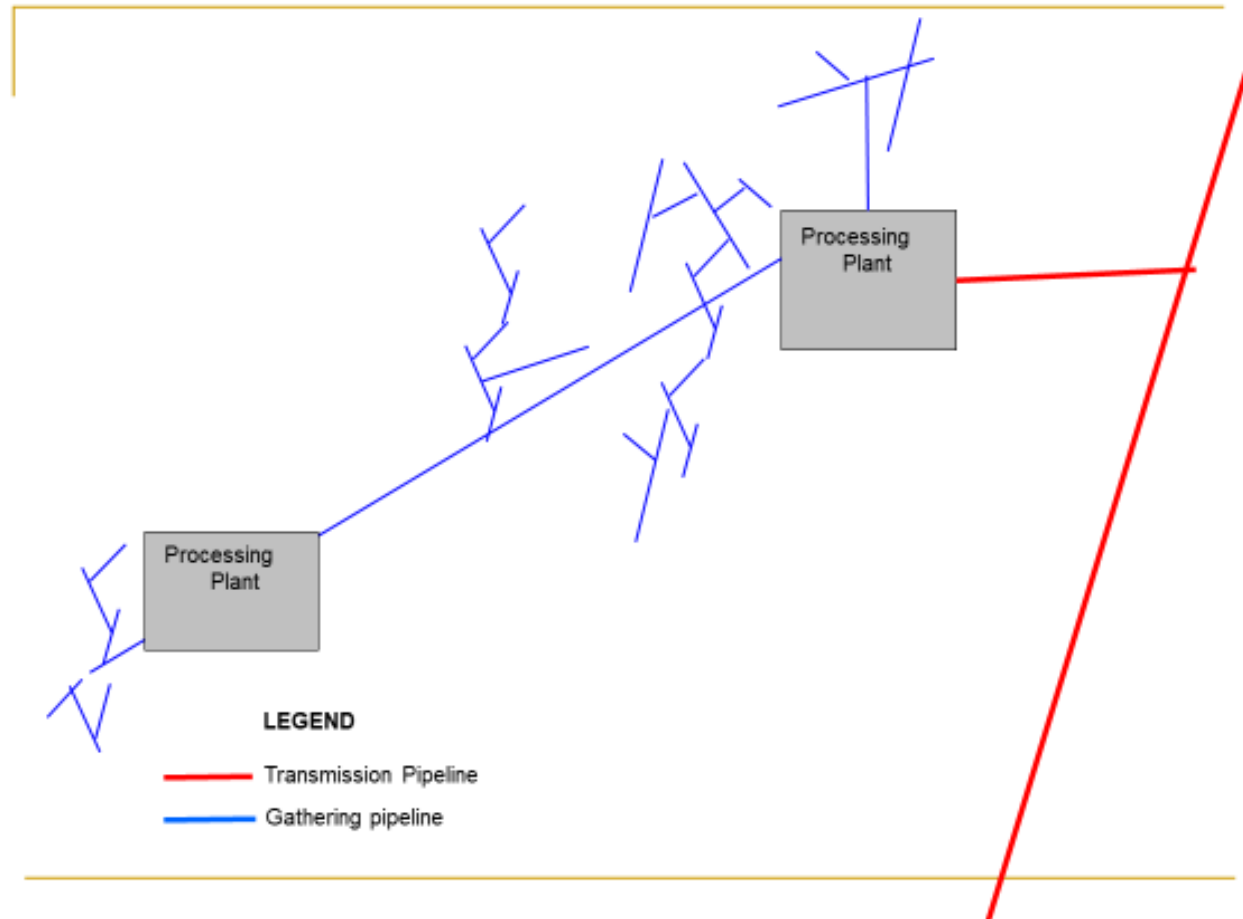 Processing
Plant
Processing
Plant
LEGEND
Transmission Pipeline
Gathering pipeline